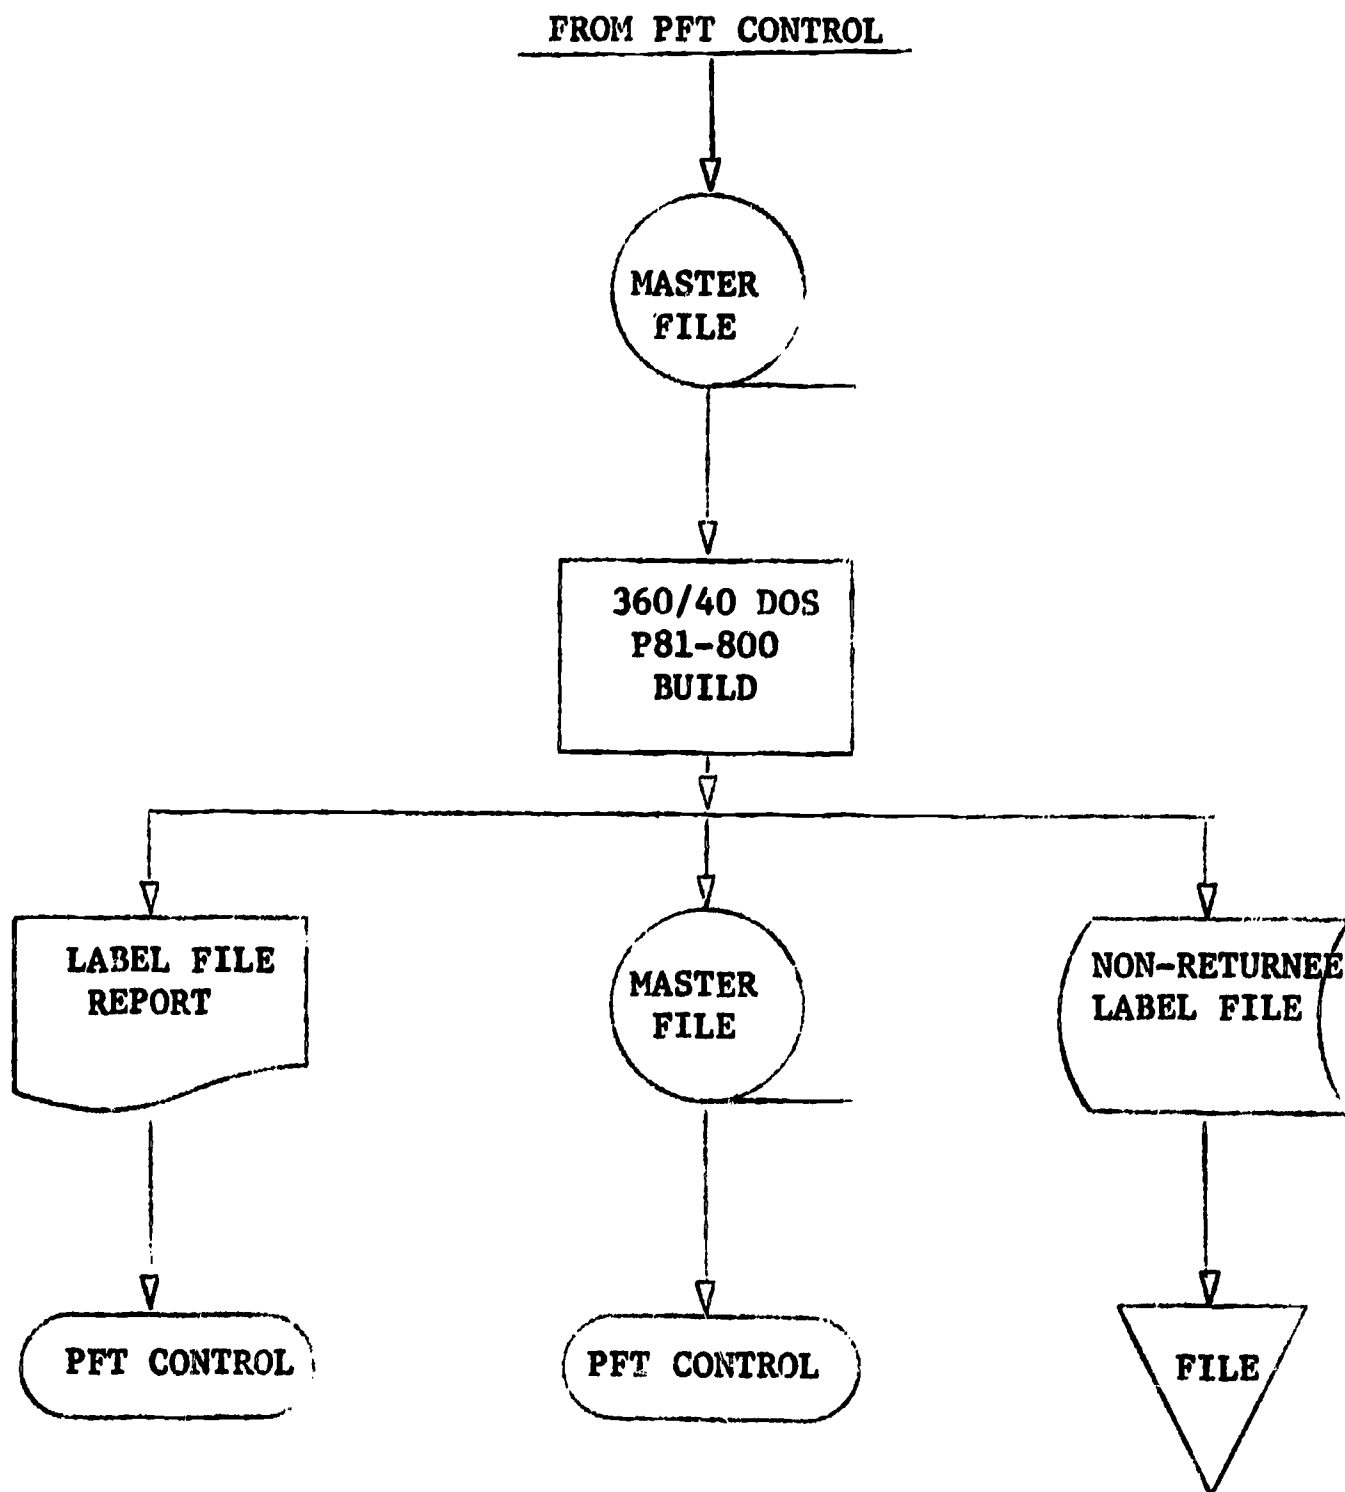 FROM PFT CONTROL
MASTER
FILE
360/40 DOS
P81-800
BUILD
LABEL FILE
REPORT
MASTER
FILE
NON-RETURNEE
LABEL FILE
PFT CONTROL
PFT CONTROL
FILE